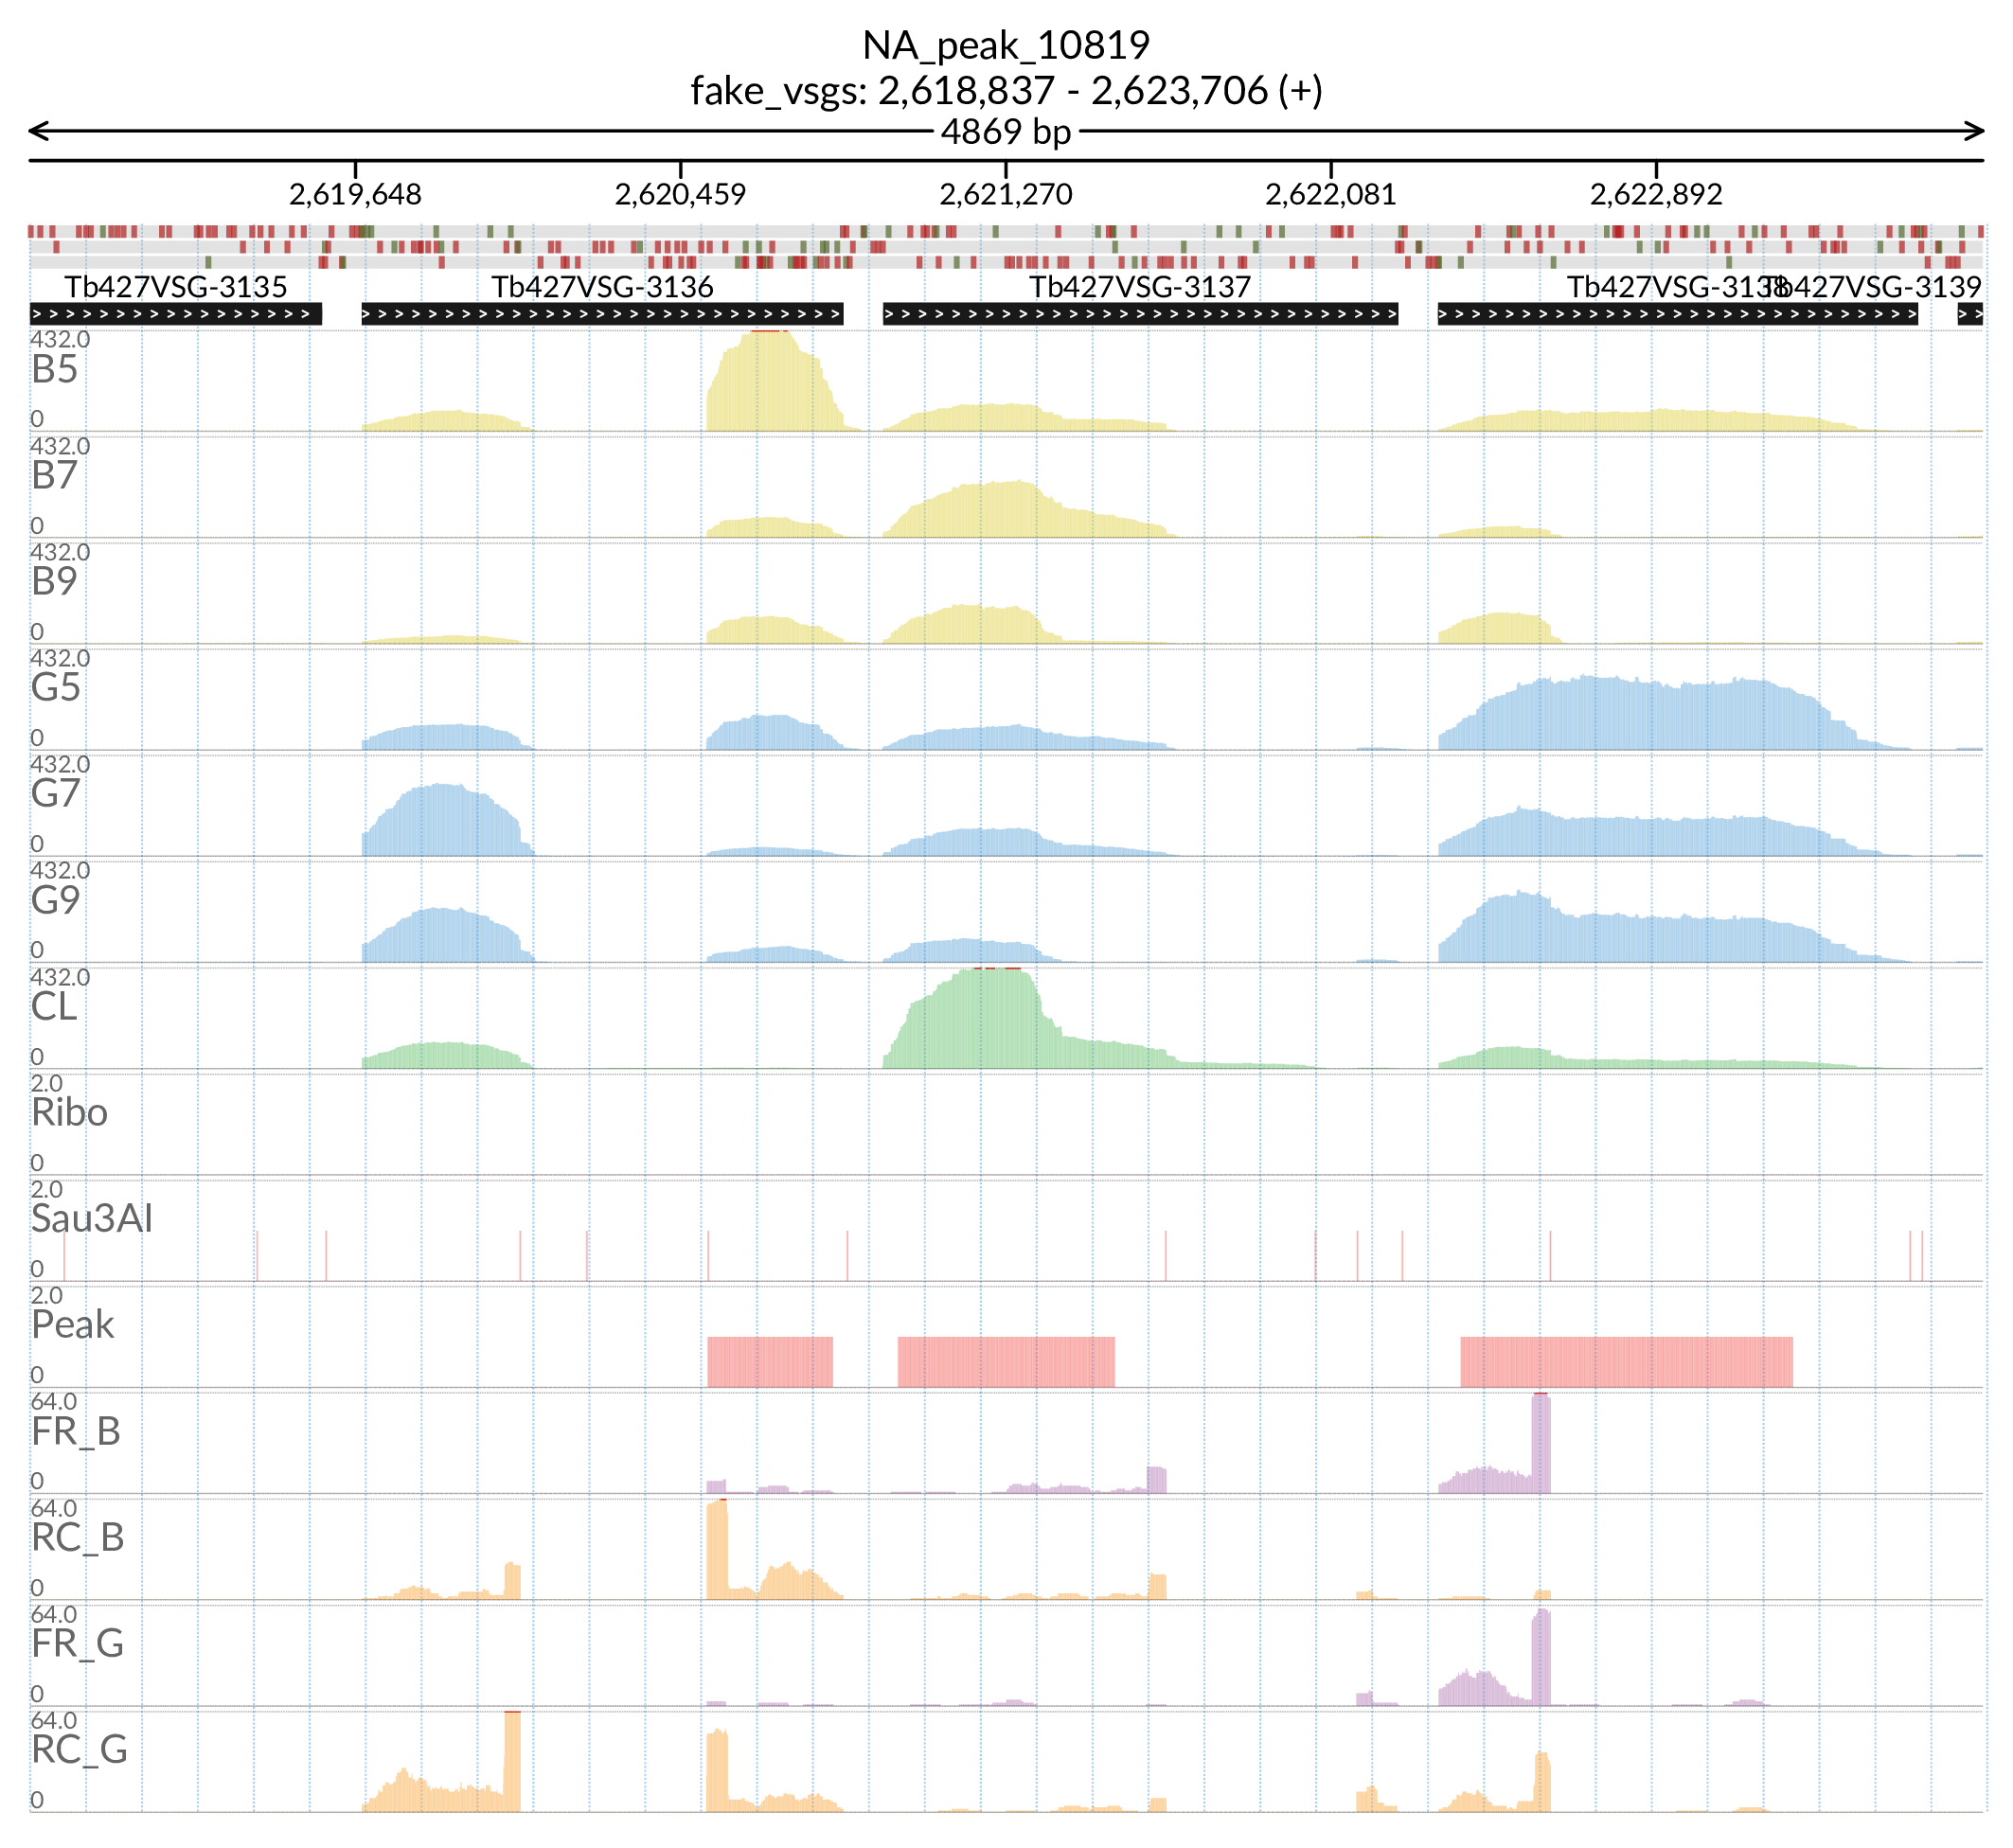 NA_peak_10819
fake_vsgs: 2,618,837 - 2,623,706 (+)
4869 bp
2,619,648 2,620,459 2,621,270 2,622,081 2,622,892
Tb427VSG-3135 Tb427VSG-3136 Tb427VSG-3137 Tb427VSG-3138 Tb427VSG-3139
432.0
B5
0
432.0
B7
0
432.0
B9
0
432.0
G5
0
432.0
G7
0
432.0
G9
0
432.0
CL
0
2.0
Ribo
0
2.0
Sau3AI
0
2.0
Peak
0
64.0
FR_B
0
64.0
RC_B
0
64.0
FR_G
0
64.0
RC_G
0